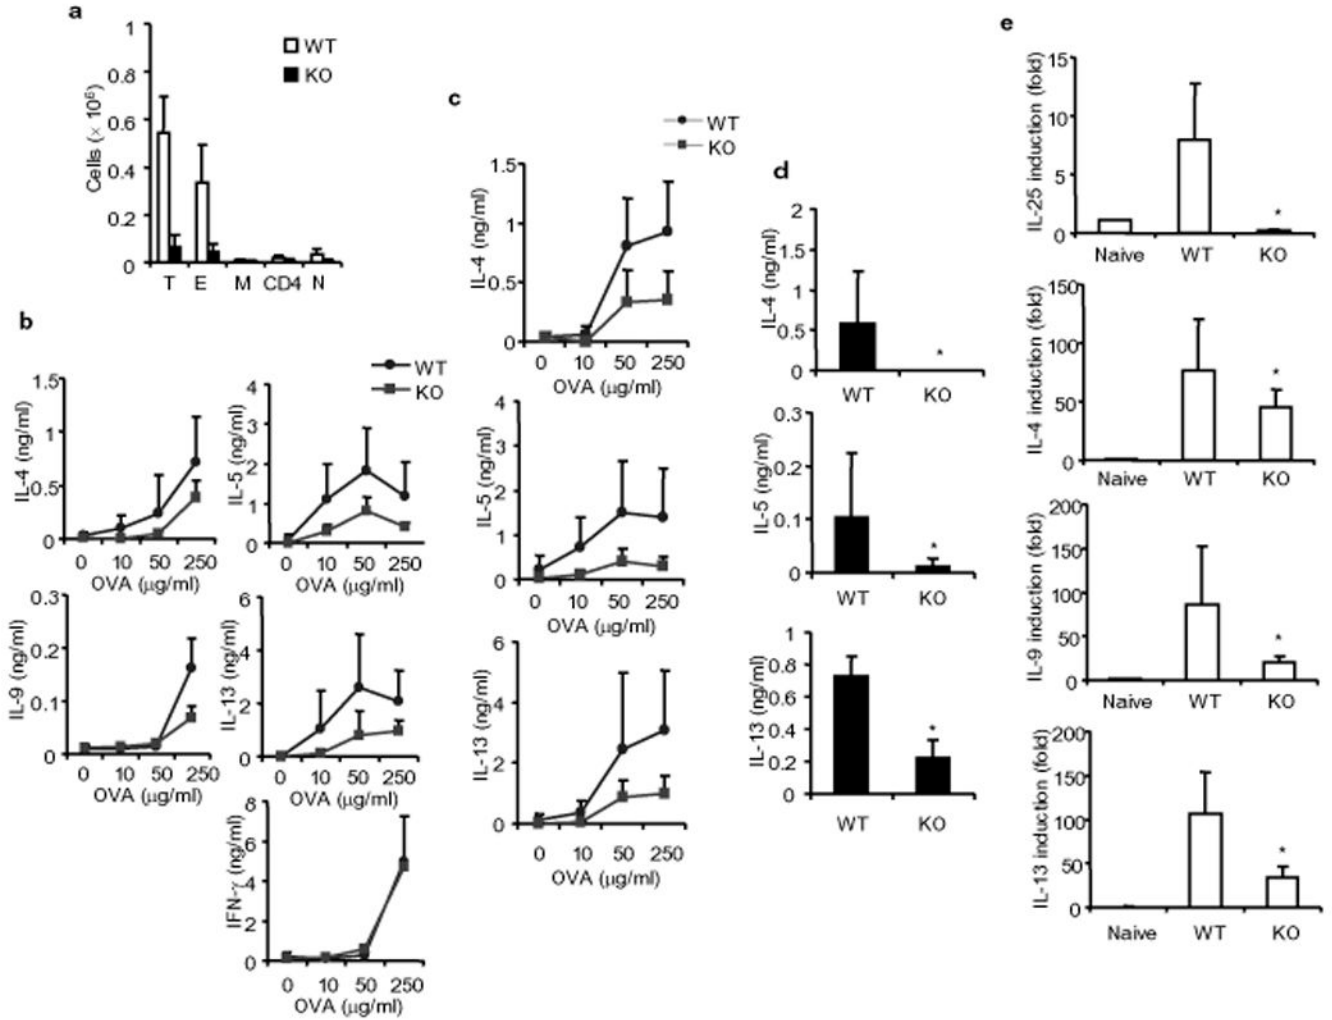 a
1
0.8
0.6
0.4
0.2
0
Cells (× 10⁶)
WT
KO
T E M CD4 N
b
WT
KO
1.5
1
0.5
0
IL-4 (ng/ml)
0 10 50 250
OVA (µg/ml)
4
3
2
1
0
IL-5 (ng/ml)
0 10 50 250
OVA (µg/ml)
0.3
0.2
0.1
0
IL-9 (ng/ml)
0 10 50 250
OVA (µg/ml)
6
4
2
0
IL-13 (ng/ml)
0 10 50 250
OVA (µg/ml)
8
6
4
2
0
IFN-γ (ng/ml)
0 10 50 250
OVA (µg/ml)
c
WT
KO
1.5
1
0.5
0
IL-4 (ng/ml)
0 10 50 250
OVA (µg/ml)
4
3
2
1
0
IL-5 (ng/ml)
0 10 50 250
OVA (µg/ml)
6
4
2
0
IL-13 (ng/ml)
0 10 50 250
OVA (µg/ml)
d
2
1.5
1
0.5
0
IL-4 (ng/ml)
*
WT KO
0.3
0.2
0.1
0
IL-5 (ng/ml)
*
WT KO
1
0.8
0.6
0.4
0.2
0
IL-13 (ng/ml)
*
WT KO
e
15
10
5
0
IL-25 induction (fold)
*
Naive WT KO
150
100
50
0
IL-4 induction (fold)
*
Naive WT KO
200
150
100
50
0
IL-9 induction (fold)
*
Naive WT KO
200
150
100
50
0
IL-13 induction (fold)
*
Naive WT KO